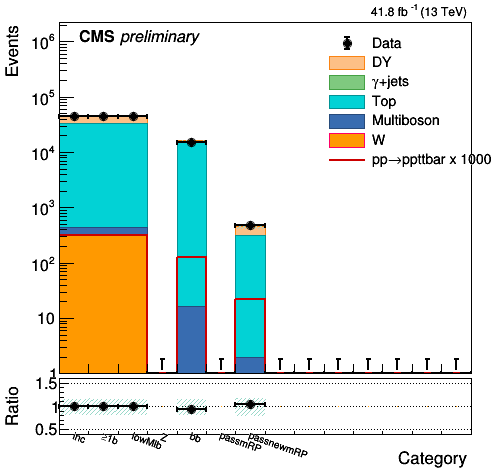 41.8 fb⁻¹ (13 TeV)
CMS preliminary
Events
10⁶
10⁵
10⁴
10³
10²
10
1
Data
DY
γ+jets
Top
Multiboson
W
pp→ppttbar x 1000
Ratio
1.5
1
0.5
inc ≥1b lowMlb Z bb passmRP passnewmRP
Category